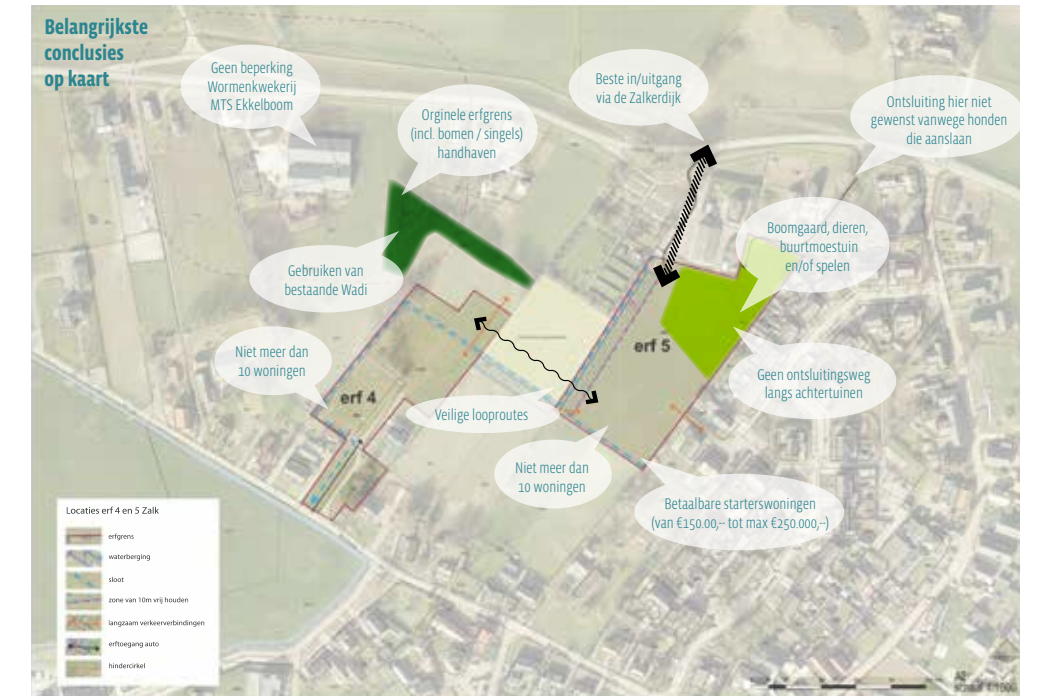 Belangrijkste
conclusies
op kaart
Geen beperking
Wormenkwekerij
MTS Ekkelboom
Orginele erfgrens
(incl. bomen / singels)
handhaven
Beste in/uitgang
via de Zalkerdijk
Ontsluiting hier niet
gewenst vanwege honden
die aanslaan
Boomgaard, dieren,
buurtmoestuin
en/of spelen
Gebruiken van
bestaande Wadi
Niet meer dan
10 woningen
erf 5
erf 4
Geen ontsluitingsweg
langs achtertuinen
Veilige looproutes
Niet meer dan
10 woningen
Betaalbare starterswoningen
(van €150.00,-- tot max €250.000,--)
Locaties erf 4 en 5 Zalk
erfgrens
waterberging
sloot
zone van 10m vrij houden
langzaam verkeerverbindingen
erftoegang auto
hindercirkel